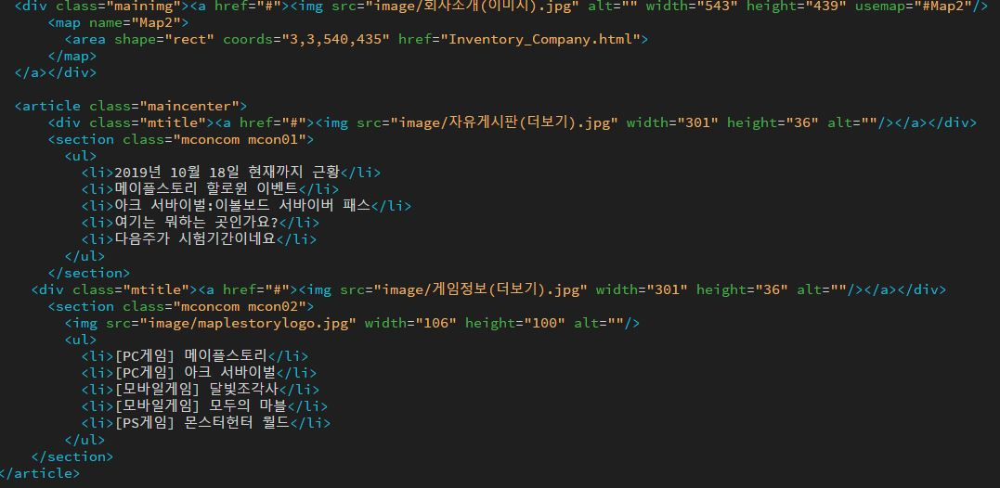 <div class="mainimg"><a href="#"><img src="image/회사소개(이미지).jpg" alt="" width="543" height="439" usemap="#Map2"/>
<map name="Map2">
<area shape="rect" coords="3,3,540,435" href="Inventory_Company.html">
</map>
</a></div>
<article class="maincenter">
<div class="mtitle"><a href="#"><img src="image/자유게시판(더보기).jpg" width="301" height="36" alt=""/></a></div>
<section class="mconcom mcon01">
<ul>
<li>2019년 10월 18일 현재까지 근황</li>
<li>메이플스토리 할로윈 이벤트</li>
<li>아크 서바이벌:이볼보드 서바이버 패스</li>
<li>여기는 뭐하는 곳인가요?</li>
<li>다음주가 시험기간이네요</li>
</ul>
</section>
<div class="mtitle"><a href="#"><img src="image/게임정보(더보기).jpg" width="301" height="36" alt=""/></a></div>
<section class="mconcom mcon02">
<img src="image/maplestorylogo.jpg" width="106" height="100" alt=""/>
<ul>
<li>[PC게임] 메이플스토리</li>
<li>[PC게임] 아크 서바이벌</li>
<li>[모바일게임] 달빛조각사</li>
<li>[모바일게임] 모두의 마블</li>
<li>[PS게임] 몬스터헌터 월드</li>
</ul>
</section>
</article>